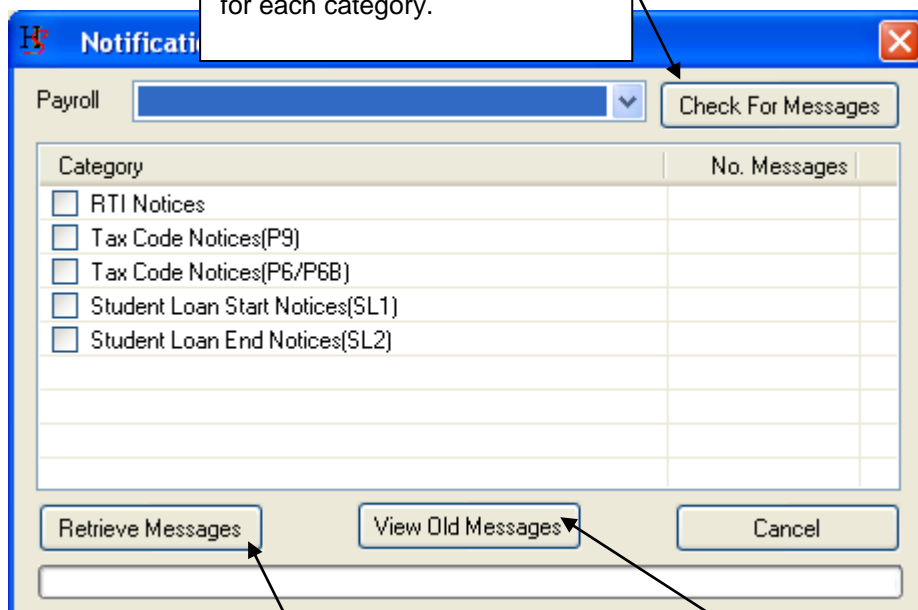 for each category.
Notificati
Payroll
Check For Messages
Category No. Messages
RTI Notices
Tax Code Notices(P9)
Tax Code Notices(P6/P6B)
Student Loan Start Notices(SL1)
Student Loan End Notices(SL2)
Retrieve Messages View Old Messages Cancel